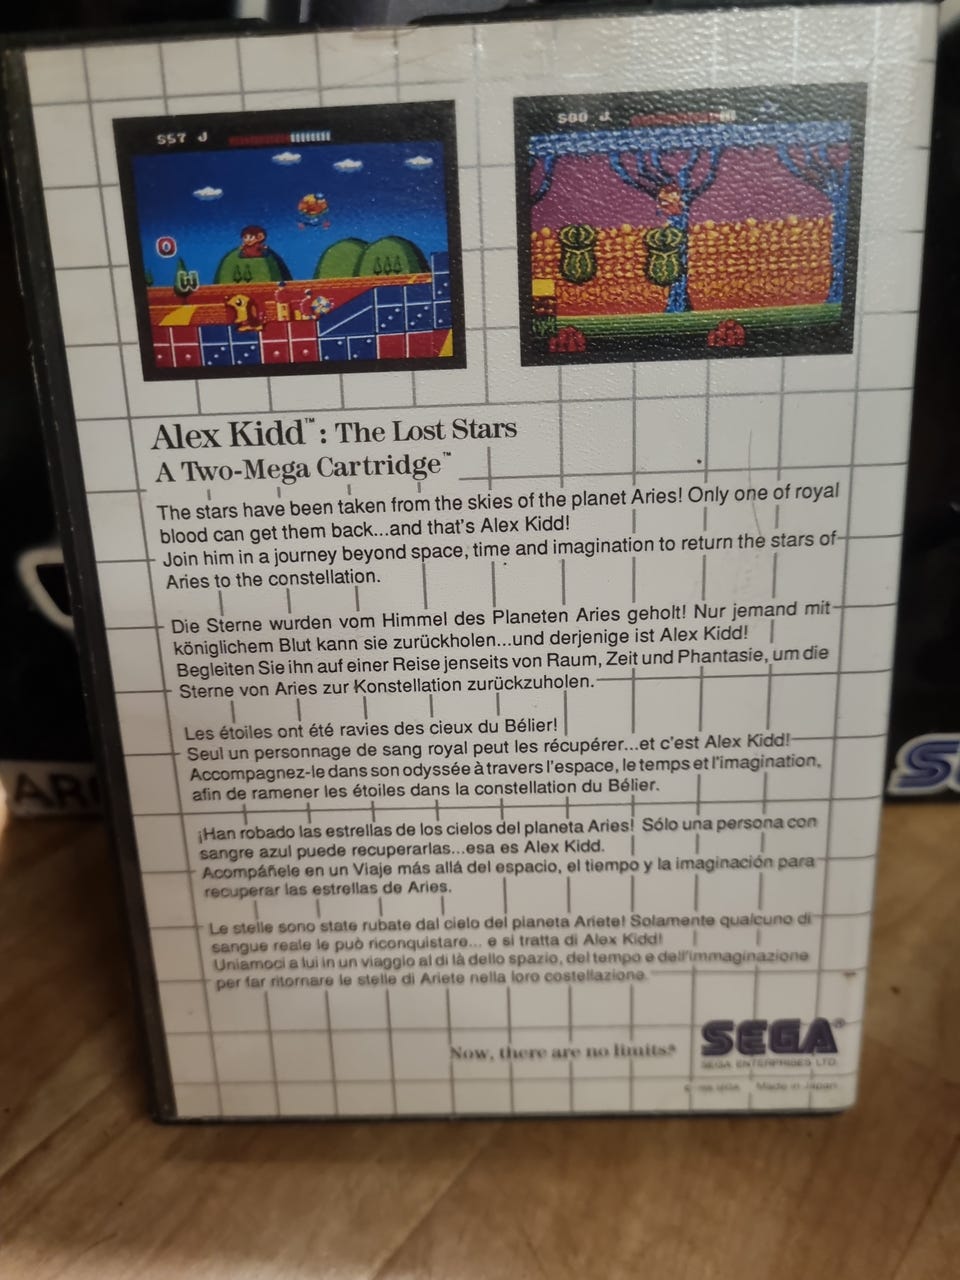 SS7 J
S80 J
O
W
Alex Kidd™: The Lost Stars
A Two-Mega Cartridge™
The stars have been taken from the skies of the planet Aries! Only one of royal
blood can get them back...and that's Alex Kidd!
Join him in a journey beyond space, time and imagination to return the stars of
Aries to the constellation.
Die Sterne wurden vom Himmel des Planeten Aries geholt! Nur jemand mit
königlichem Blut kann sie zurückholen...und derjenige ist Alex Kidd!
Begleiten Sie ihn auf einer Reise jenseits von Raum, Zeit und Phantasie, um die
Sterne von Aries zur Konstellation zurückzuholen.
Les étoiles ont été ravies des cieux du Bélier!
Seul un personnage de sang royal peut les récupérer...et c'est Alex Kidd!
Accompagnez-le dans son odyssée à travers l'espace, le temps et l'imagination,
afin de ramener les étoiles dans la constellation du Bélier.
¡Han robado las estrellas de los cielos del planeta Aries! Sólo una persona con
sangre azul puede recuperarlas...esa es Alex Kidd.
Acompáñele en un Viaje más allá del espacio, el tiempo y la imaginación para
recuperar las estrellas de Aries.
Le stelle sono state rubate dal cielo del planeta Ariete! Solamente qualcuno di
sangue reale le può riconquistare... e si tratta di Alex Kidd!
Uniamoci a lui in un viaggio al di là dello spazio, del tempo e dell'immaginazione
per far ritornare le stelle di Ariete nella loro costellazione.
Now, there are no limits®
SEGA®
SEGA ENTERPRISES LTD.
Made in Japan